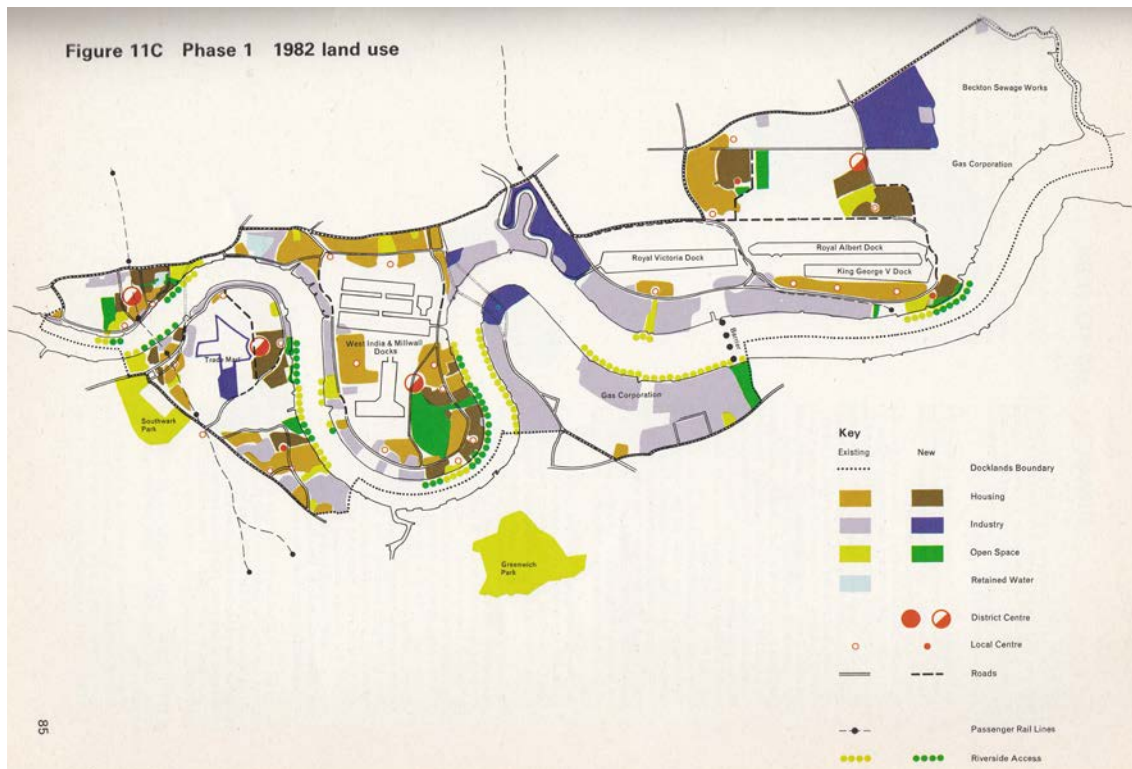 Figure 11C Phase 1 1982 land use
Beckton Sewage Works
Gas Corporation
Royal Albert Dock
Royal Victoria Dock
King George V Dock
Barrier
West India & Millwall
Docks
Trade Mart
Gas Corporation
Southwark
Park
Greenwich
Park
Key
Existing New
Docklands Boundary
Housing
Industry
Open Space
Retained Water
District Centre
Local Centre
Roads
Passenger Rail Lines
Riverside Access
85